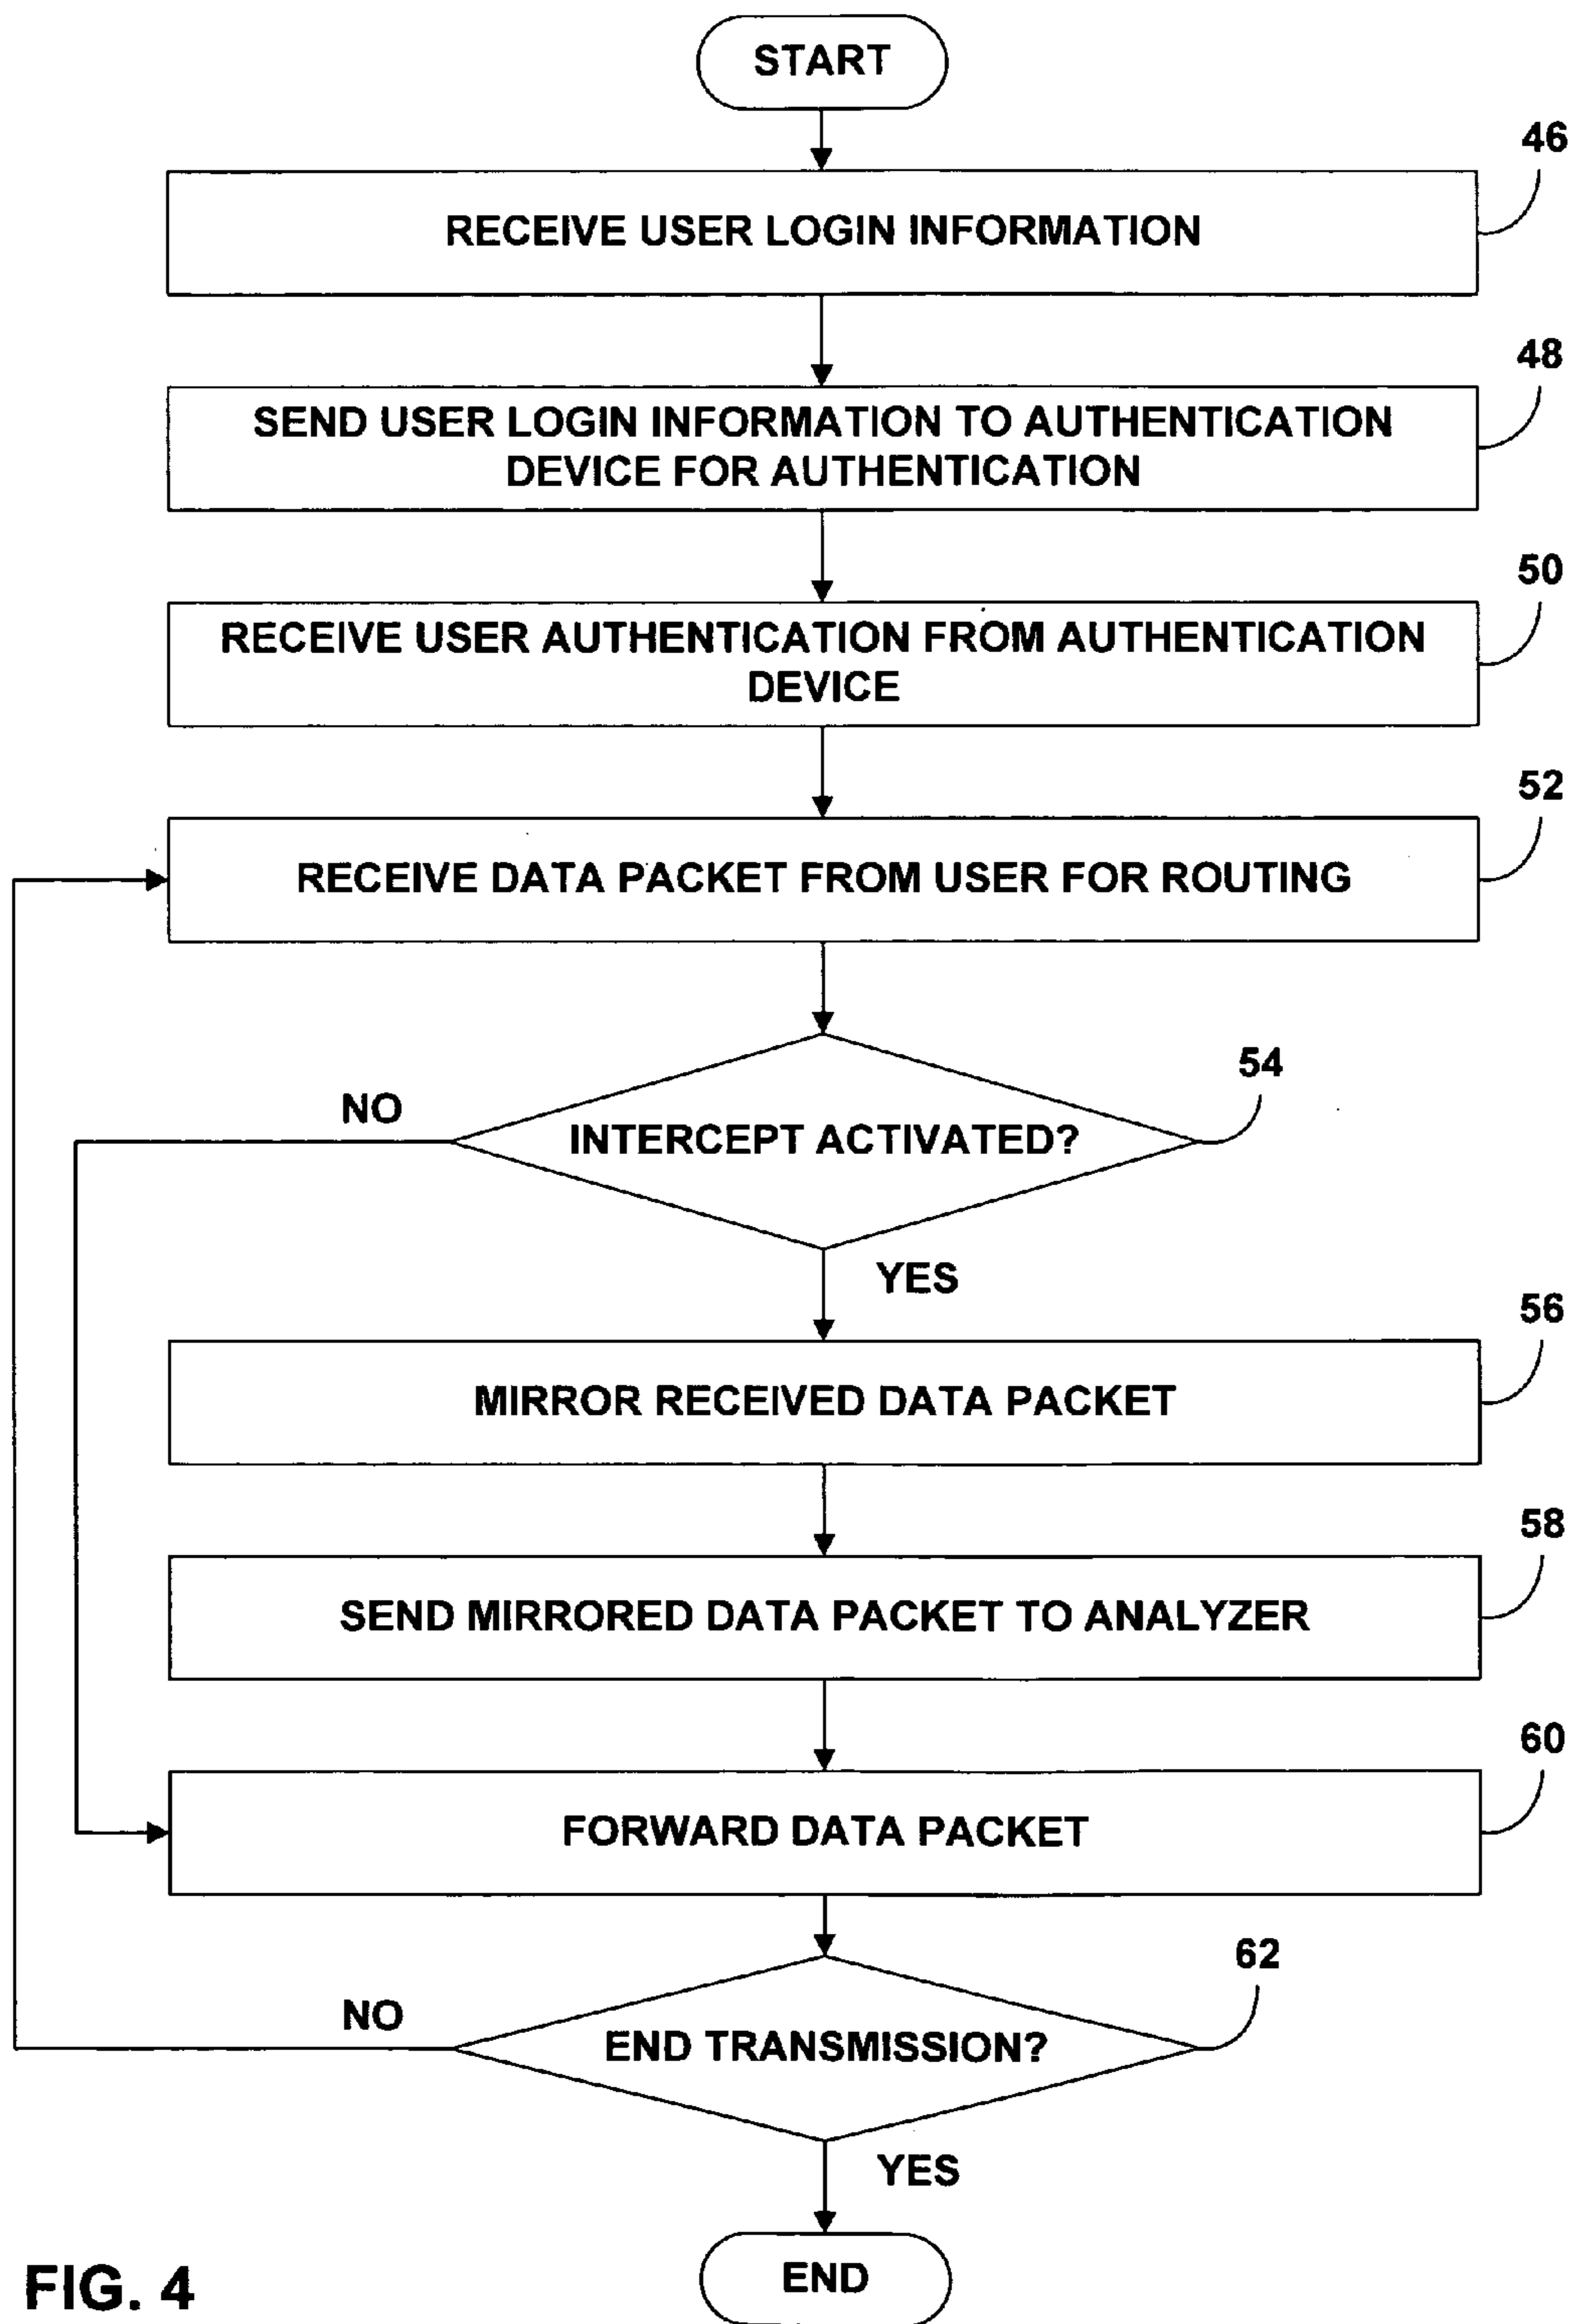 START
46
RECEIVE USER LOGIN INFORMATION
48
SEND USER LOGIN INFORMATION TO AUTHENTICATION
DEVICE FOR AUTHENTICATION
50
RECEIVE USER AUTHENTICATION FROM AUTHENTICATION
DEVICE
52
RECEIVE DATA PACKET FROM USER FOR ROUTING
54
NO
INTERCEPT ACTIVATED?
YES
56
MIRROR RECEIVED DATA PACKET
58
SEND MIRRORED DATA PACKET TO ANALYZER
60
FORWARD DATA PACKET
62
NO
END TRANSMISSION?
YES
END
FIG. 4